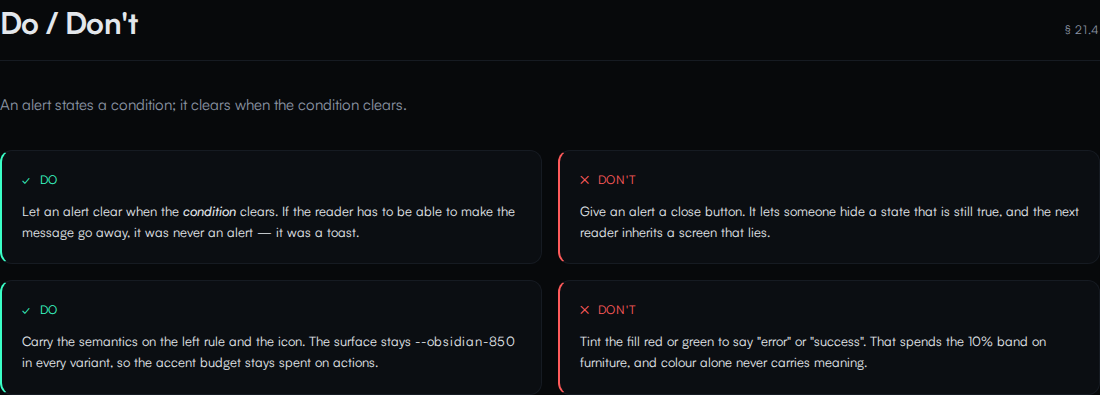 Do / Don't
§ 21.4
An alert states a condition; it clears when the condition clears.
✓ DO
Let an alert clear when the condition clears. If the reader has to be able to make the
message go away, it was never an alert — it was a toast.
✕ DON'T
Give an alert a close button. It lets someone hide a state that is still true, and the next
reader inherits a screen that lies.
✓ DO
Carry the semantics on the left rule and the icon. The surface stays --obsidian-850
in every variant, so the accent budget stays spent on actions.
✕ DON'T
Tint the fill red or green to say "error" or "success". That spends the 10% band on
furniture, and colour alone never carries meaning.